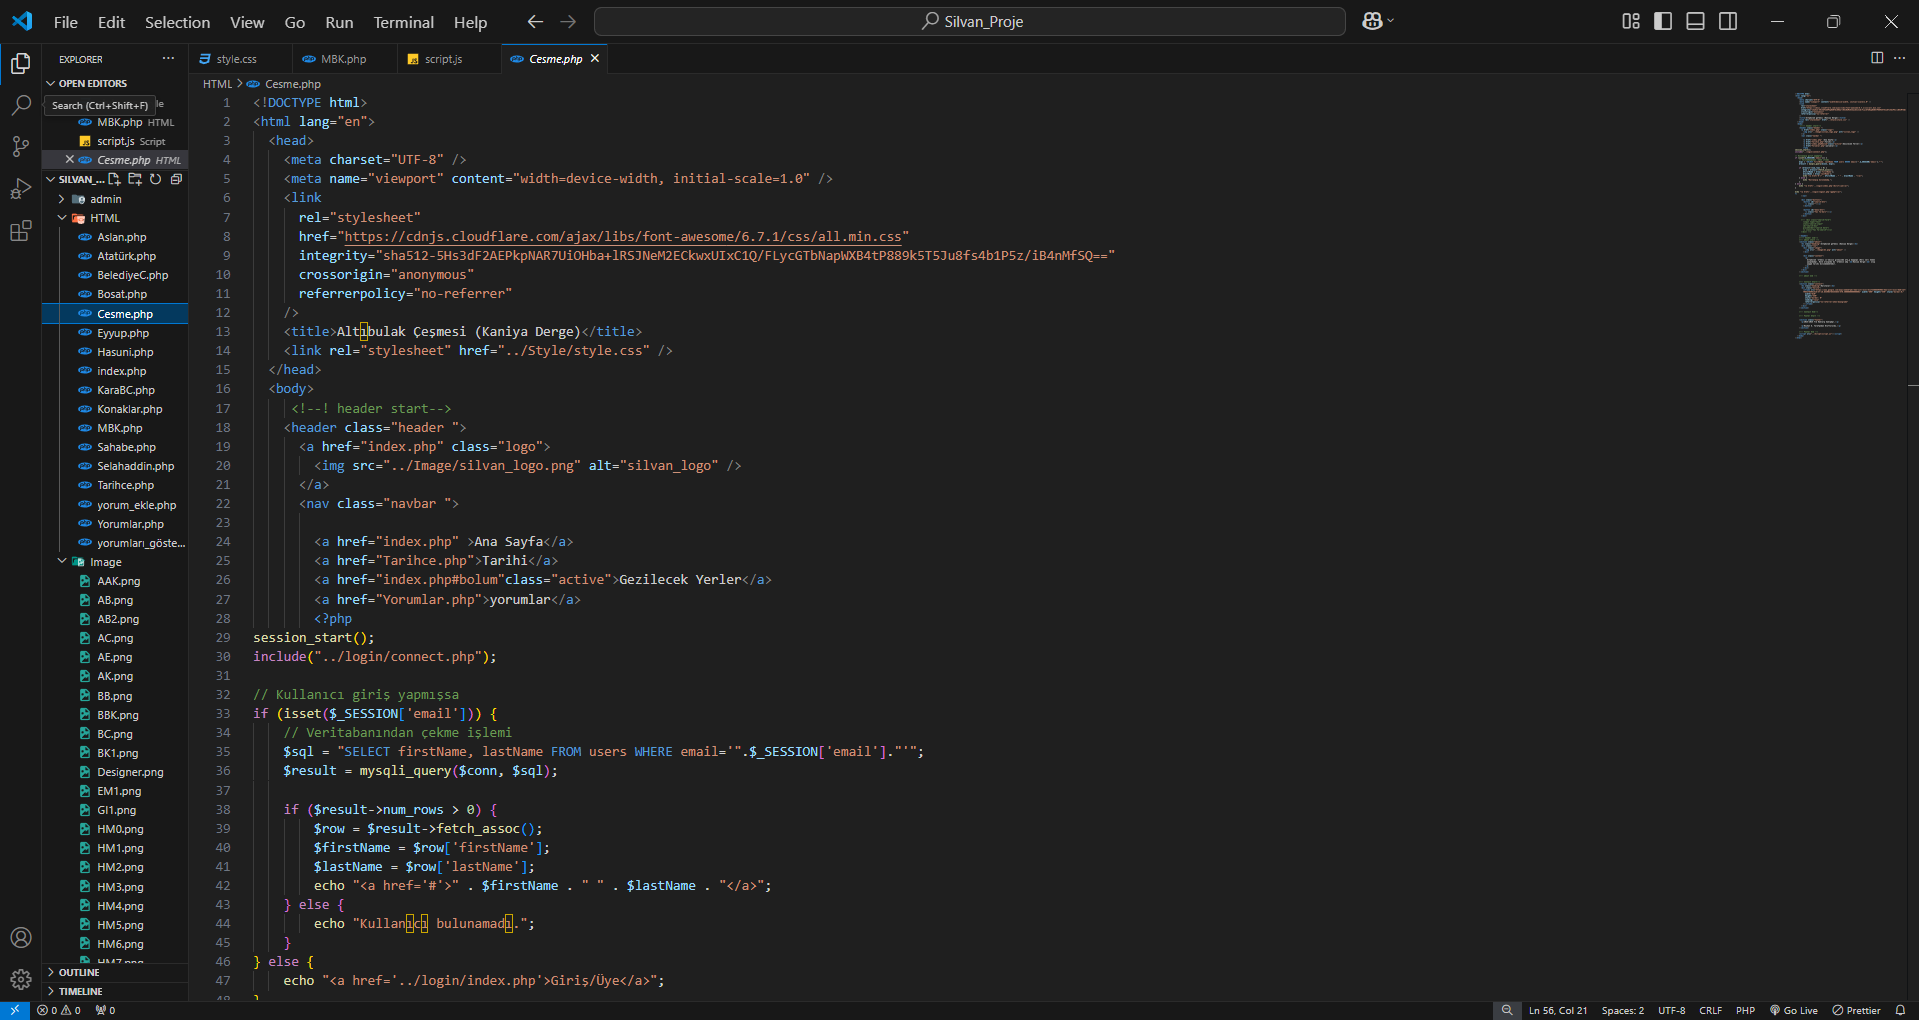 File Edit Selection View Go Run Terminal Help
Silvan_Proje
EXPLORER
OPEN EDITORS
Search (Ctrl+Shift+F)
MBK.php HTML
script.js Script
Cesme.php HTML
SILVAN_...
admin
HTML
Aslan.php
Atatürk.php
BelediyeC.php
Bosat.php
Cesme.php
Eyyup.php
Hasuni.php
index.php
KaraBC.php
Konaklar.php
MBK.php
Sahabe.php
Selahaddin.php
Tarihce.php
yorum_ekle.php
Yorumlar.php
yorumları_göste...
Image
AAK.png
AB.png
AB2.png
AC.png
AE.png
AK.png
BB.png
BBK.png
BC.png
BK1.png
Designer.png
EM1.png
GI1.png
HM0.png
HM1.png
HM2.png
HM3.png
HM4.png
HM5.png
HM6.png
HM7.png
OUTLINE
TIMELINE
style.css MBK.php script.js Cesme.php
HTML > Cesme.php
1 <!DOCTYPE html>
2 <html lang="en">
3 <head>
4 <meta charset="UTF-8" />
5 <meta name="viewport" content="width=device-width, initial-scale=1.0" />
6 <link
7 rel="stylesheet"
8 href="https://cdnjs.cloudflare.com/ajax/libs/font-awesome/6.7.1/css/all.min.css"
9 integrity="sha512-5Hs3dF2AEPkpNAR7UiOHba+lRSJNeM2ECkwxUIxC1Q/FLycGTbNapWXB4tP889k5T5Ju8fs4b1P5z/iB4nMfSQ=="
10 crossorigin="anonymous"
11 referrerpolicy="no-referrer"
12 />
13 <title>Altıbulak Çeşmesi (Kaniya Derge)</title>
14 <link rel="stylesheet" href="../Style/style.css" />
15 </head>
16 <body>
17 <!--! header start-->
18 <header class="header ">
19 <a href="index.php" class="logo">
20 <img src="../Image/silvan_logo.png" alt="silvan_logo" />
21 </a>
22 <nav class="navbar ">
23
24 <a href="index.php" >Ana Sayfa</a>
25 <a href="Tarihce.php">Tarihi</a>
26 <a href="index.php#bolum"class="active">Gezilecek Yerler</a>
27 <a href="Yorumlar.php">yorumlar</a>
28 <?php
29 session_start();
30 include("../login/connect.php");
31
32 // Kullanıcı giriş yapmışsa
33 if (isset($_SESSION['email'])) {
34 // Veritabanından çekme işlemi
35 $sql = "SELECT firstName, lastName FROM users WHERE email='".$_SESSION['email']."'";
36 $result = mysqli_query($conn, $sql);
37
38 if ($result->num_rows > 0) {
39 $row = $result->fetch_assoc();
40 $firstName = $row['firstName'];
41 $lastName = $row['lastName'];
42 echo "<a href='#'>" . $firstName . " " . $lastName . "</a>";
43 } else {
44 echo "Kullanıcı bulunamadı.";
45 }
46 } else {
47 echo "<a href='../login/index.php'>Giriş/Üye</a>";
48 }
0 0 0 Ln 56, Col 21 Spaces: 2 UTF-8 CRLF PHP Go Live Prettier